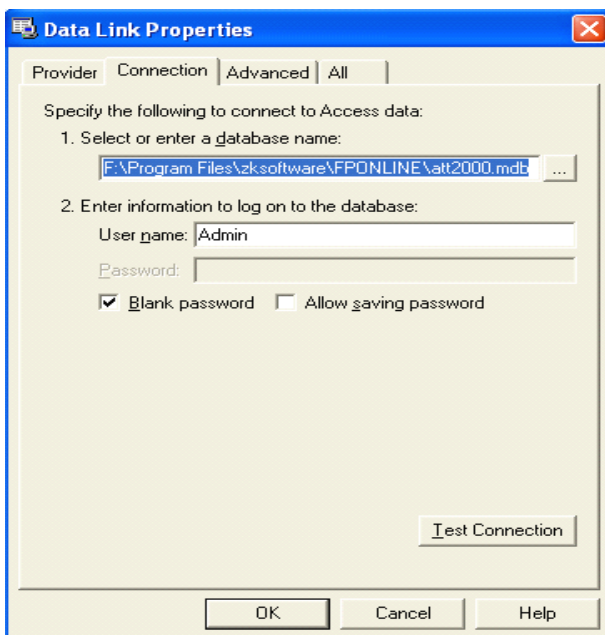 Data Link Properties
Provider Connection Advanced All
Specify the following to connect to Access data:
1. Select or enter a database name:
F:\Program Files\zksoftware\FPONLINE\att2000.mdb ...
2. Enter information to log on to the database:
User name: Admin
Password:
Blank password Allow saving password
Test Connection
OK Cancel Help